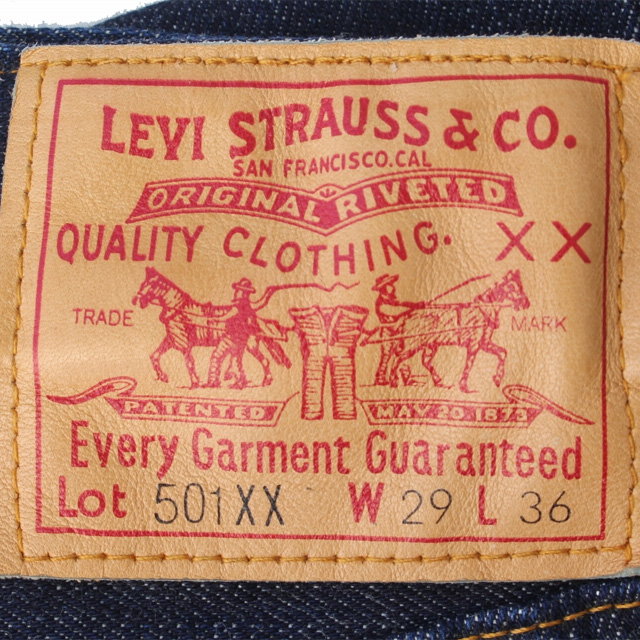 LEVI STRAUSS & CO.
SAN FRANCISCO.CAL
ORIGINAL RIVETED
QUALITY CLOTHING. XX
TRADE MARK
PATENTED MAY 20 1873
Every Garment Guaranteed
Lot 501XX W 29 L 36